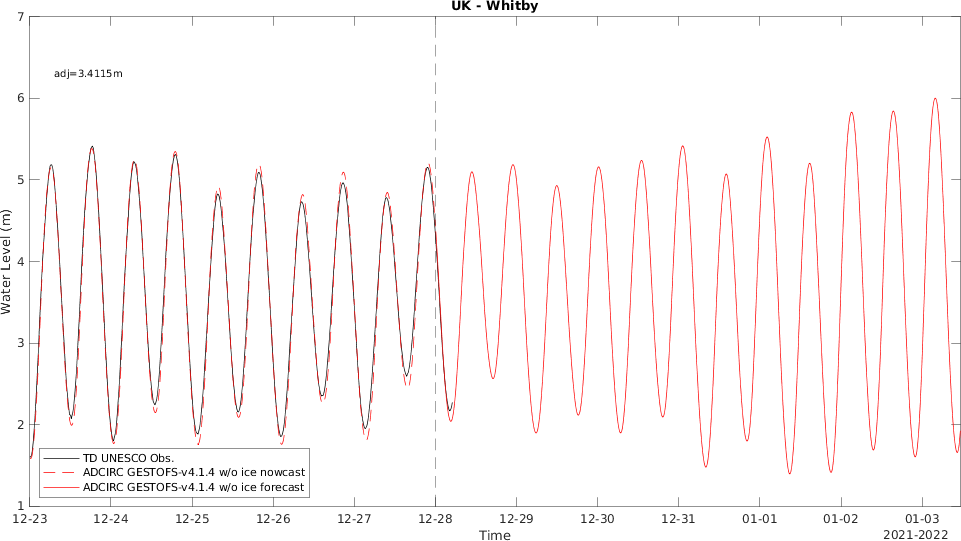 UK - Whitby
adj=3.4115m
Water Level (m)
7
6
5
4
3
2
1
TD UNESCO Obs.
ADCIRC GESTOFS-v4.1.4 w/o ice nowcast
ADCIRC GESTOFS-v4.1.4 w/o ice forecast
12-23 12-24 12-25 12-26 12-27 12-28 12-29 12-30 12-31 01-01 01-02 01-03
Time
2021-2022